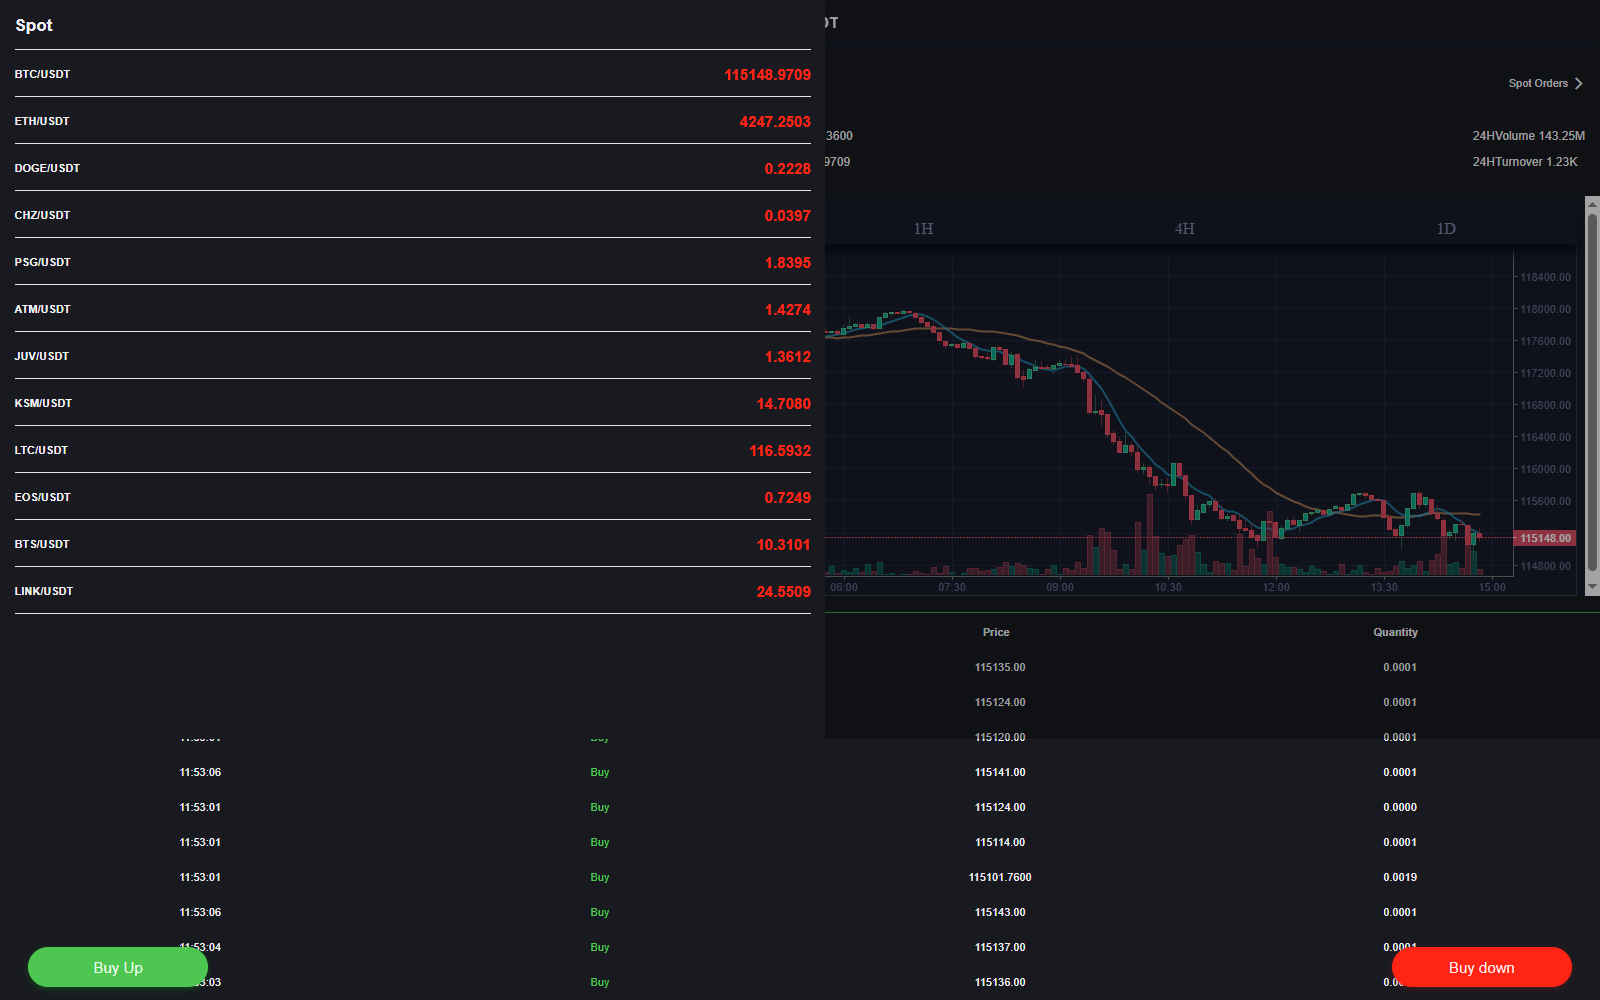 Spot
BTC/USDT 115148.9709
ETH/USDT 4247.2503
DOGE/USDT 0.2228
CHZ/USDT 0.0397
PSG/USDT 1.8395
ATM/USDT 1.4274
JUV/USDT 1.3612
KSM/USDT 14.7080
LTC/USDT 116.5932
EOS/USDT 0.7249
BTS/USDT 10.3101
LINK/USDT 24.5509
DT
Spot Orders
3600 24HVolume 143.25M
9709 24HTurnover 1.23K
1H 4H 1D
118400.00
118000.00
117600.00
117200.00
116800.00
116400.00
116000.00
115600.00
115148.00
114800.00
06:00 07:30 09:00 10:30 12:00 13:30 15:00
Price Quantity
115135.00 0.0001
115124.00 0.0001
Buy 115120.00 0.0001
11:53:06 Buy 115141.00 0.0001
11:53:01 Buy 115124.00 0.0000
11:53:01 Buy 115114.00 0.0001
11:53:01 Buy 115101.7600 0.0019
11:53:06 Buy 115143.00 0.0001
11:53:04 Buy 115137.00 0.0001
3:03 Buy 115136.00 0.0
Buy Up Buy down